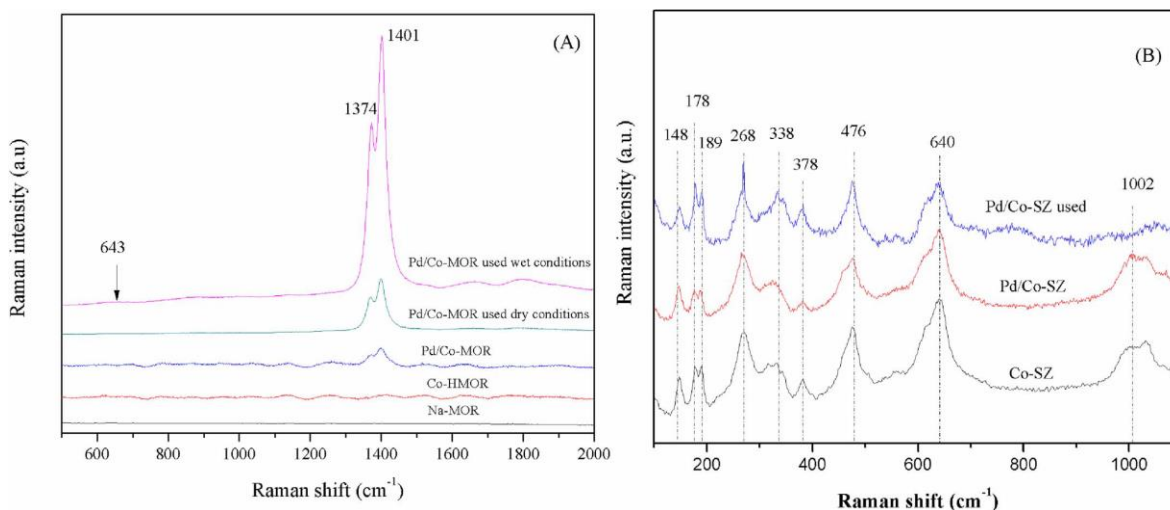 (A)
1401
1374
643
Pd/Co-MOR used wet conditions
Pd/Co-MOR used dry conditions
Pd/Co-MOR
Co-HMOR
Na-MOR
Raman intensity (a.u)
600 800 1000 1200 1400 1600 1800 2000
Raman shift (cm⁻¹)
(B)
178
148 189 268 338 378 476 640 1002
Pd/Co-SZ used
Pd/Co-SZ
Co-SZ
Raman intensity (a.u.)
200 400 600 800 1000
Raman shift (cm⁻¹)